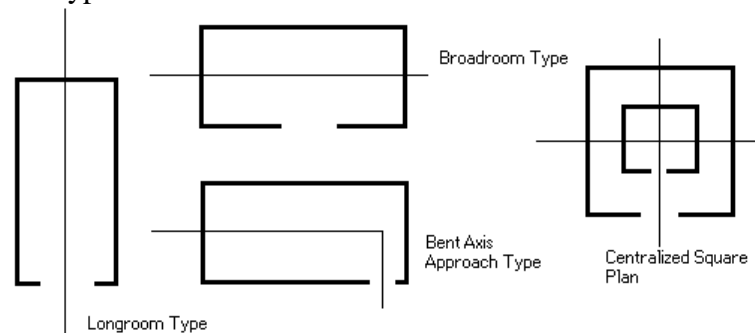 Broadroom Type
Bent Axis
Approach Type
Centralized Square
Plan
Longroom Type